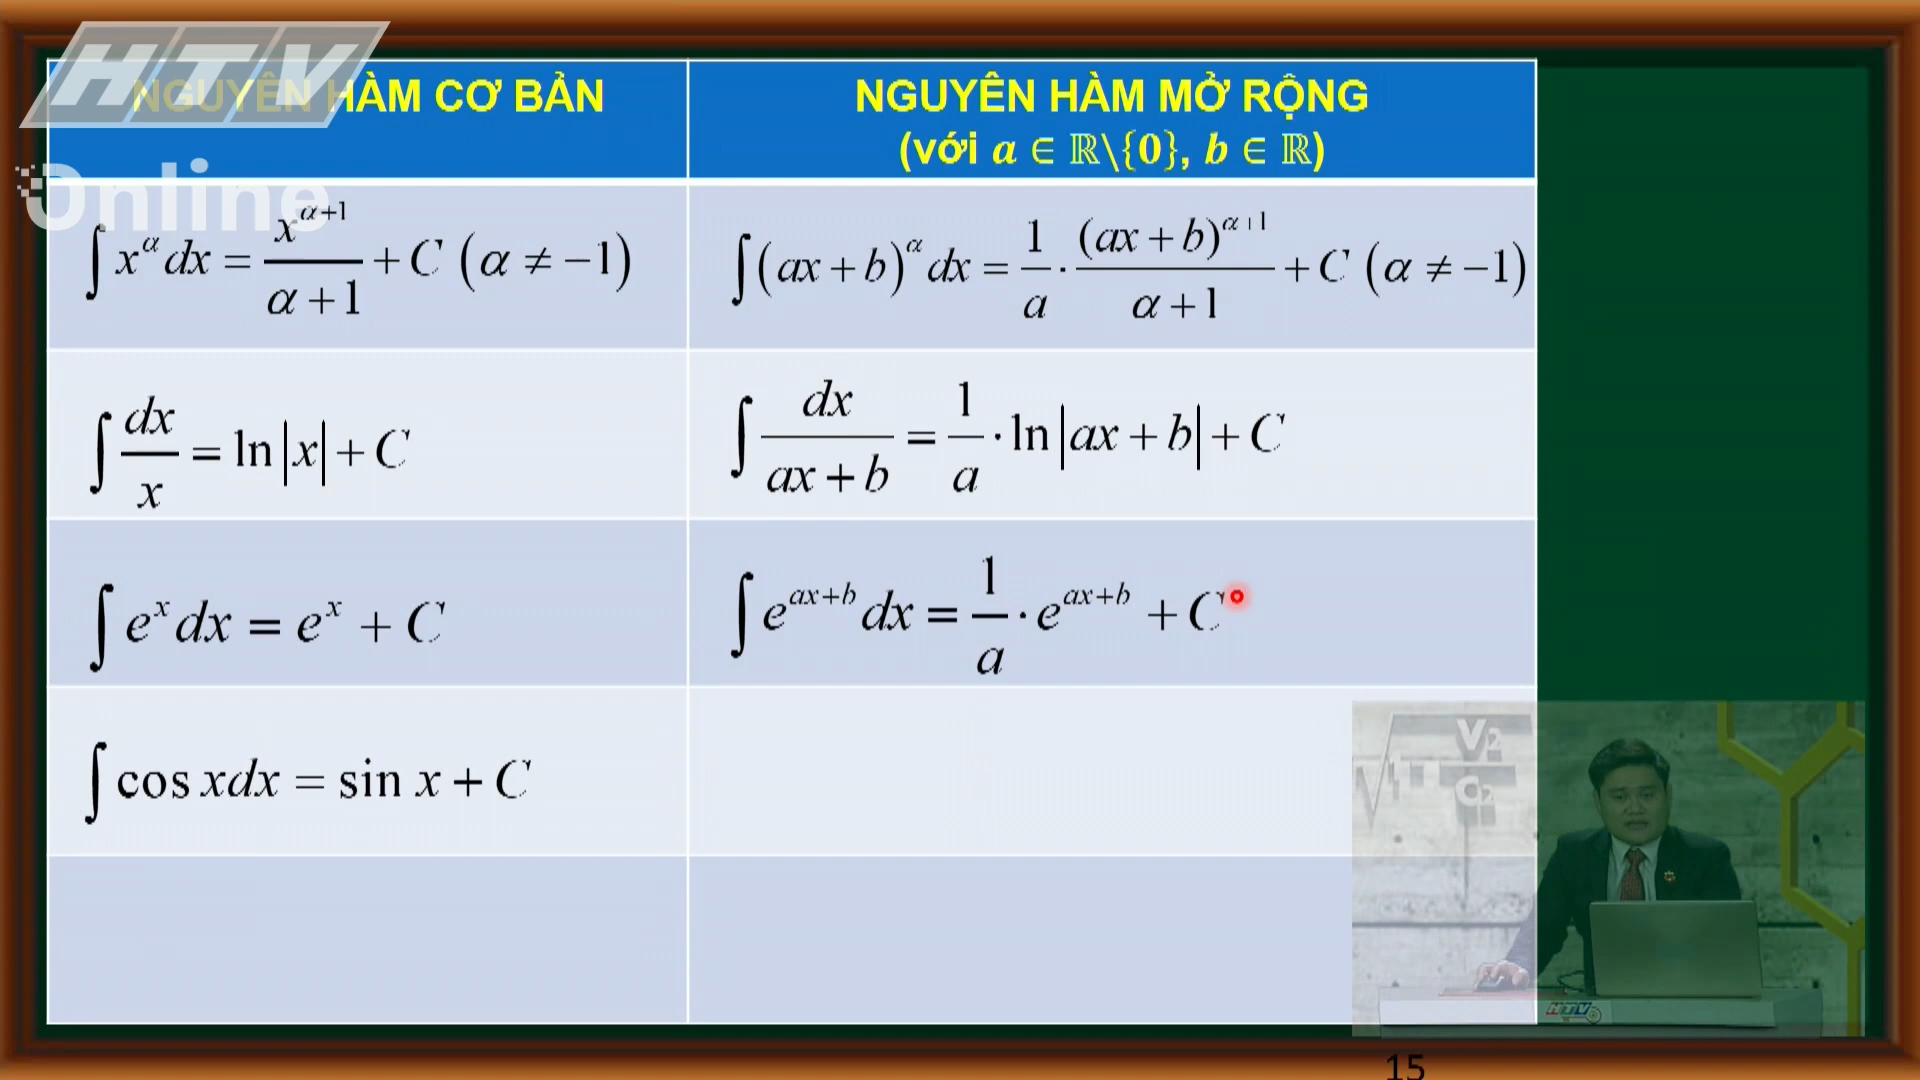 HTV
Online
NGUYÊN HÀM CƠ BẢN
NGUYÊN HÀM MỞ RỘNG
(với a ∈ ℝ\{0}, b ∈ ℝ)
∫ x^α dx = x^(α+1)/(α+1) + C (α ≠ −1)
∫ (ax + b)^α dx = 1/a · (ax + b)^(α+1)/(α+1) + C (α ≠ −1)
∫ dx/x = ln|x| + C
∫ dx/(ax + b) = 1/a · ln|ax + b| + C
∫ e^x dx = e^x + C
∫ e^(ax+b) dx = 1/a · e^(ax+b) + C
∫ cos xdx = sin x + C
HTV
15